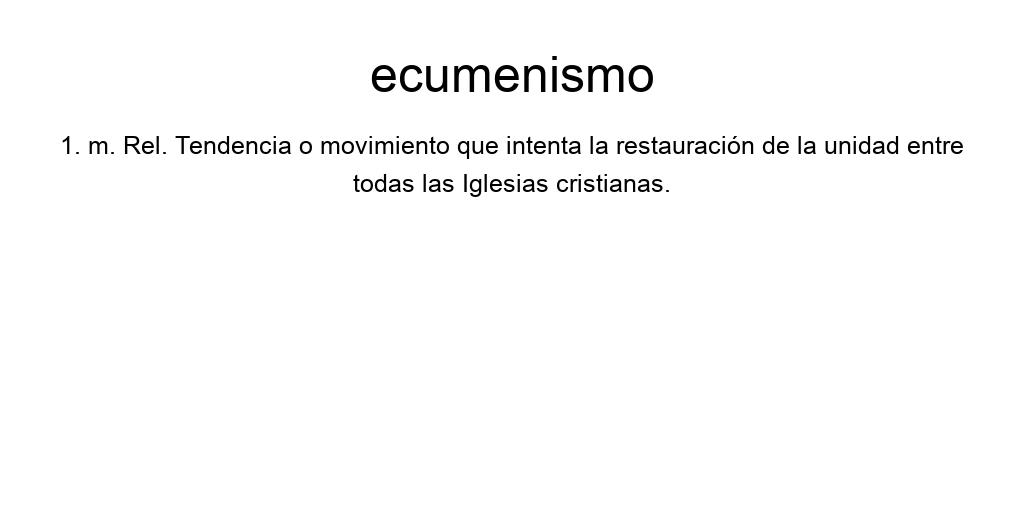 ecumenismo
1. m. Rel. Tendencia o movimiento que intenta la restauración de la unidad entre
todas las Iglesias cristianas.